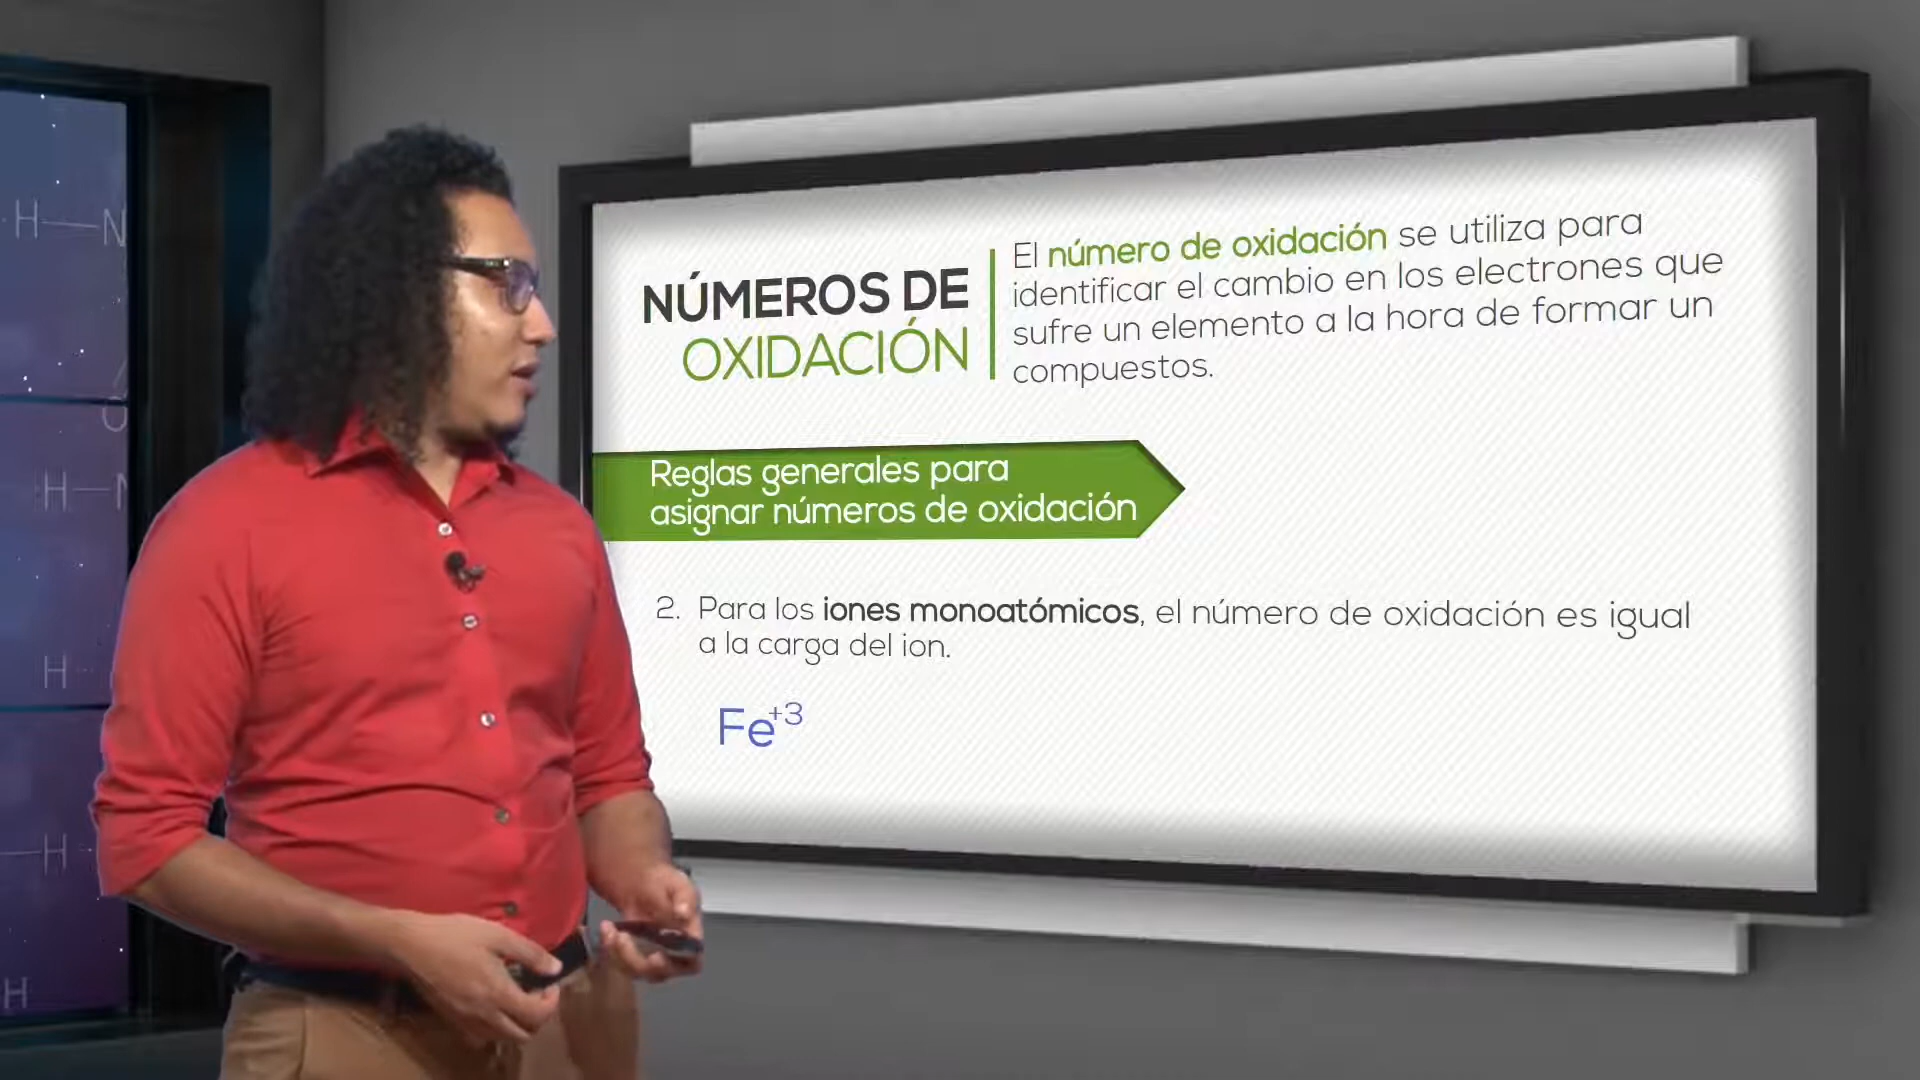 NÚMEROS DE
OXIDACIÓN
El número de oxidación se utiliza para
identificar el cambio en los electrones que
sufre un elemento a la hora de formar un
compuestos.
Reglas generales para
asignar números de oxidación
2. Para los iones monoatómicos, el número de oxidación es igual
a la carga del ion.
Fe+3
H—N
O
H—N
H
H
H